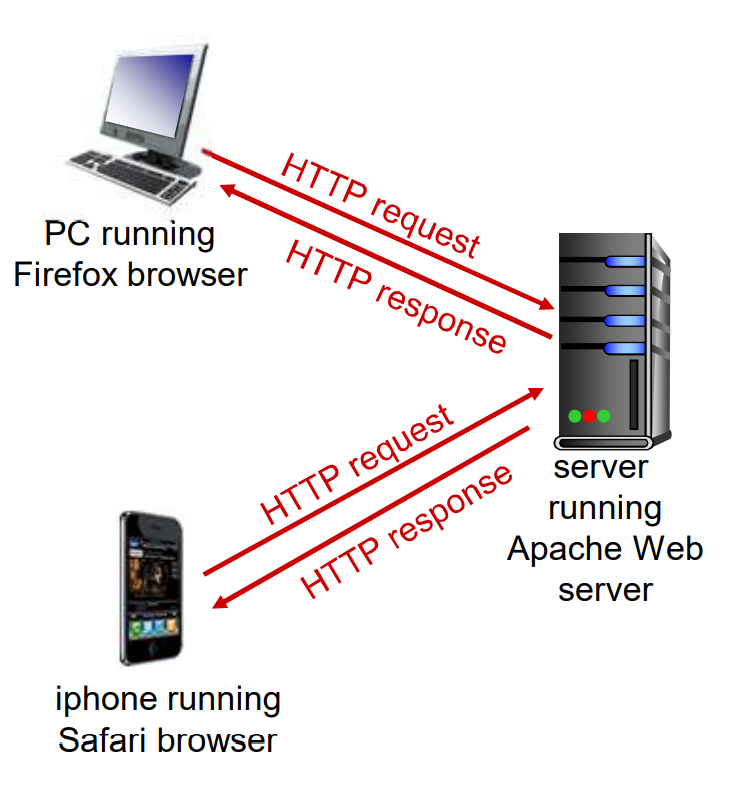 HTTP request
PC running
Firefox browser
HTTP response
HTTP request
server
running
Apache Web
server
HTTP response
iphone running
Safari browser